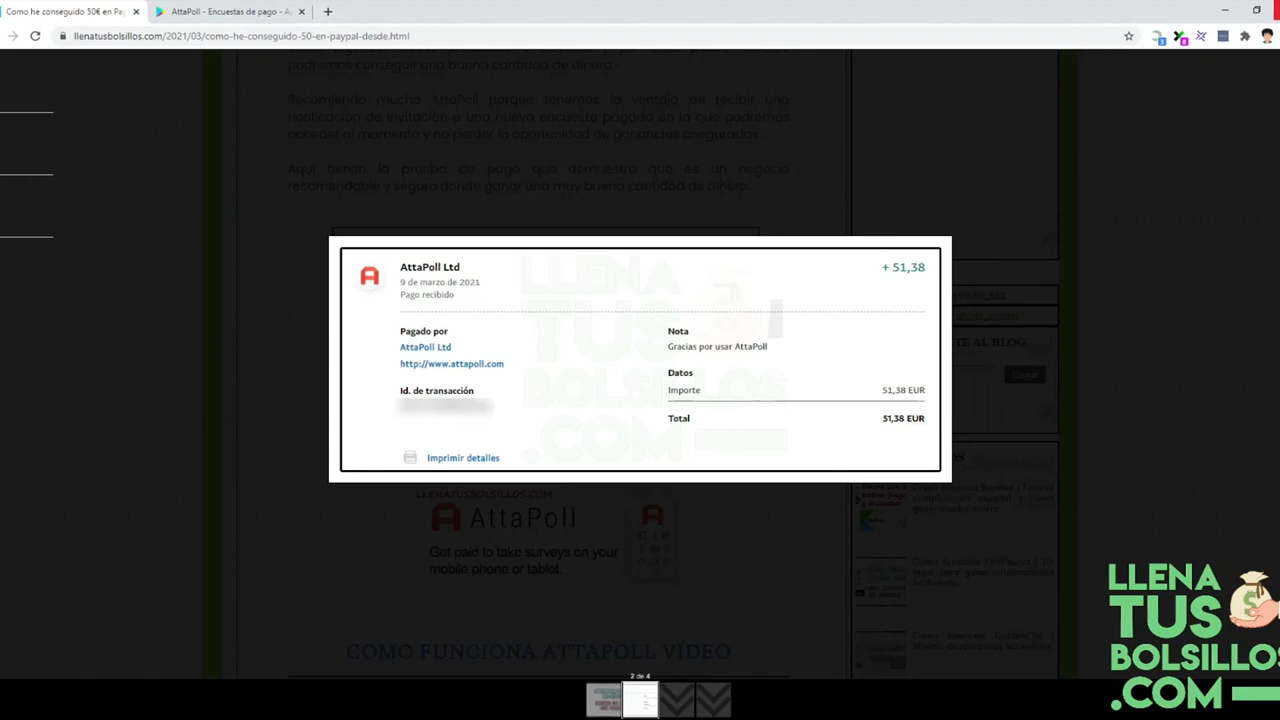 Como he conseguido 50€ en Pay
AttaPoll - Encuestas de pago - A
llenatusbolsillos.com/2021/03/como-he-conseguido-50-en-paypal-desde.html
podremos conseguir una buena cantidad de dinero.
Recomiendo mucho AttaPoll porque tenemos la ventaja de recibir una
notificación de invitación a una nueva encuesta pagada en la que podremos
acceder al momento y no perder la oportunidad de ganancias aseguradas.
Aquí tienen la prueba de pago que demuestra que es un negocio
recomendable y seguro donde ganar una muy buena cantidad de dinero.
AttaPoll Ltd
+ 51,38
9 de marzo de 2021
Pago recibido
Pagado por
AttaPoll Ltd
http://www.attapoll.com
Id. de transacción
Imprimir detalles
Nota
Gracias por usar AttaPoll
Datos
Importe 51,38 EUR
Total 51,38 EUR
LLENA
TUS
BOLSILLOS
.COM
LLENATUSBOLSILLOS.COM
AttaPoll
Get paid to take surveys on your
mobile phone or tablet.
COMO FUNCIONA ATTAPOLL VÍDEO
2 de 4
LLENA
TUS
BOLSILLOS
.COM